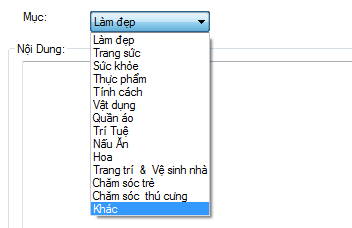 Mục: Làm đẹp
Làm đẹp
Trang sức
Nội Dung:
Sức khỏe
Thực phẩm
Tính cách
Vật dụng
Quần áo
Trí Tuệ
Nấu Ăn
Hoa
Trang trí & Vệ sinh nhà
Chăm sóc trẻ
Chăm sóc thú cưng
Khác